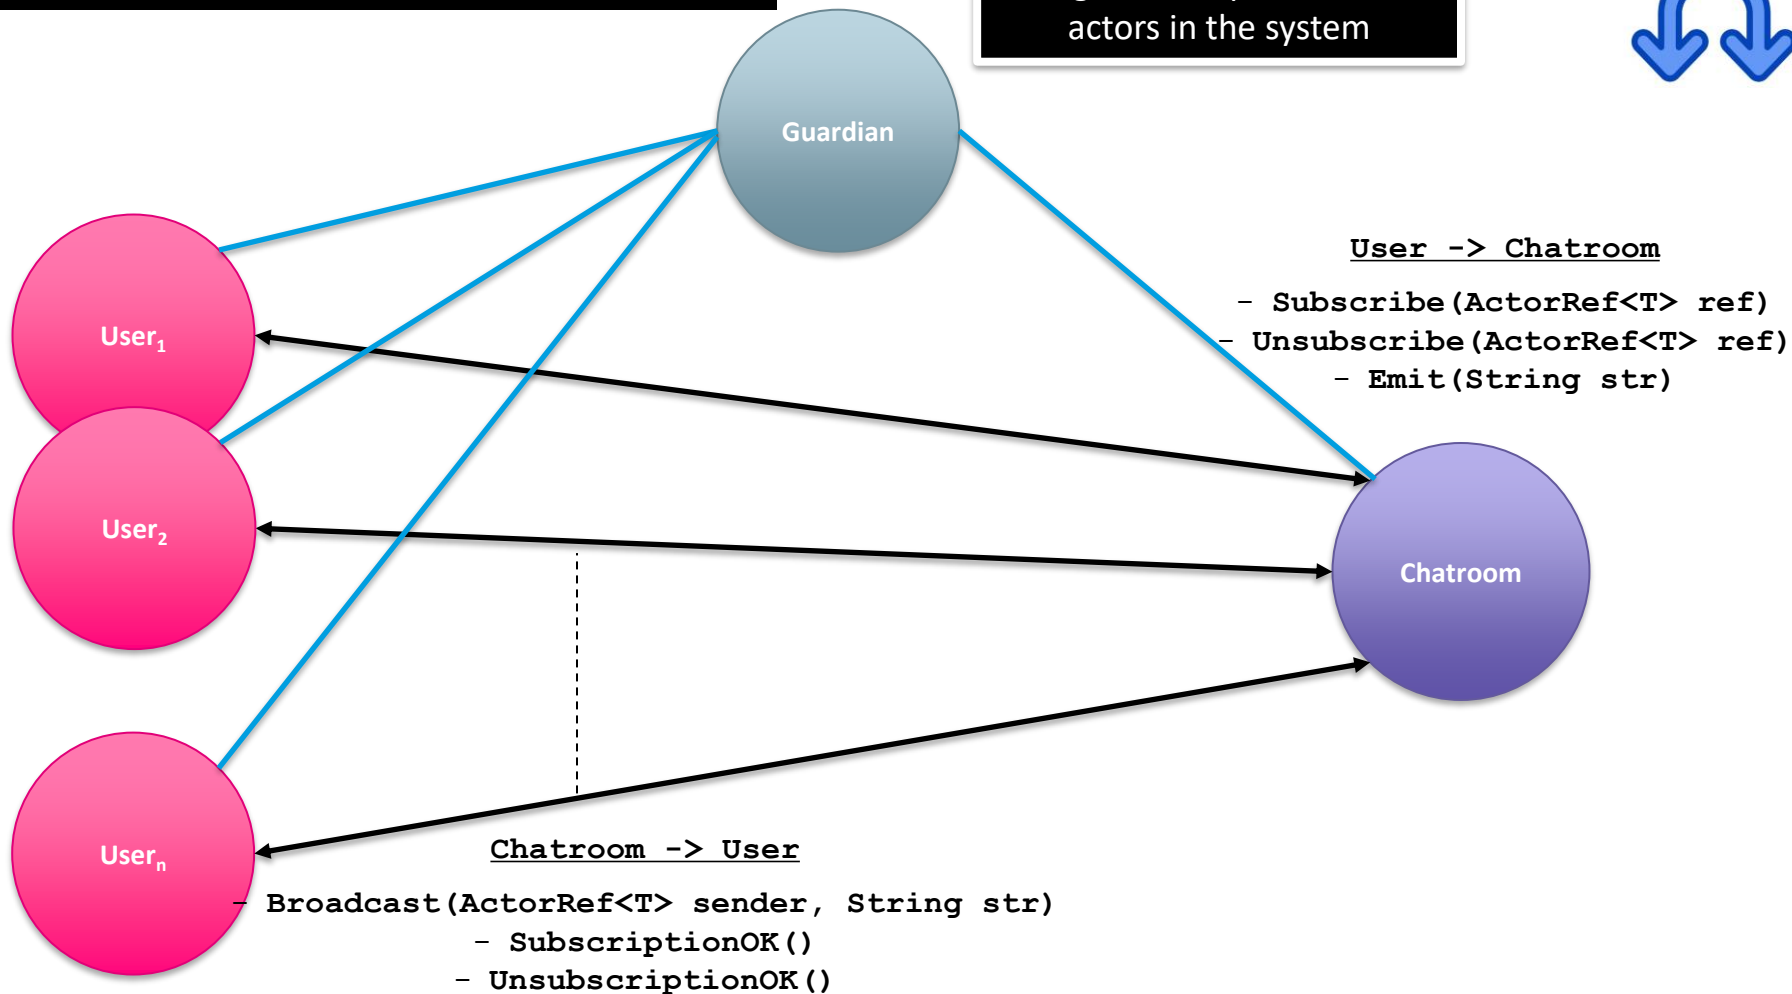 actors in the system
Guardian
User -> Chatroom
- Subscribe(ActorRef<T> ref)
- Unsubscribe(ActorRef<T> ref)
- Emit(String str)
User₁
User₂
Chatroom
Userₙ
Chatroom -> User
- Broadcast(ActorRef<T> sender, String str)
- SubscriptionOK()
- UnsubscriptionOK()